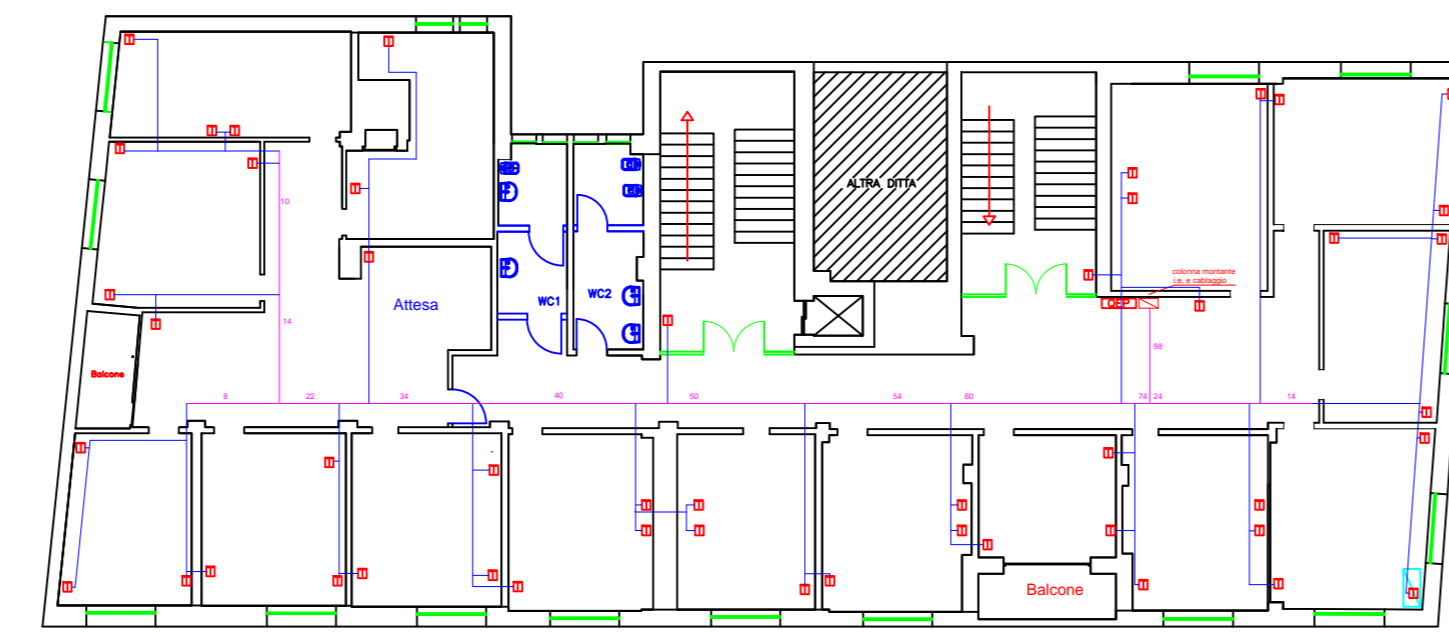 ALTRA DITTA
10
colonna montante
i.e. e cablaggio
WC1
WC2
Attesa
QEP
14
98
Balcone
8
22
34
40
50
54
60
74
24
14
Balcone